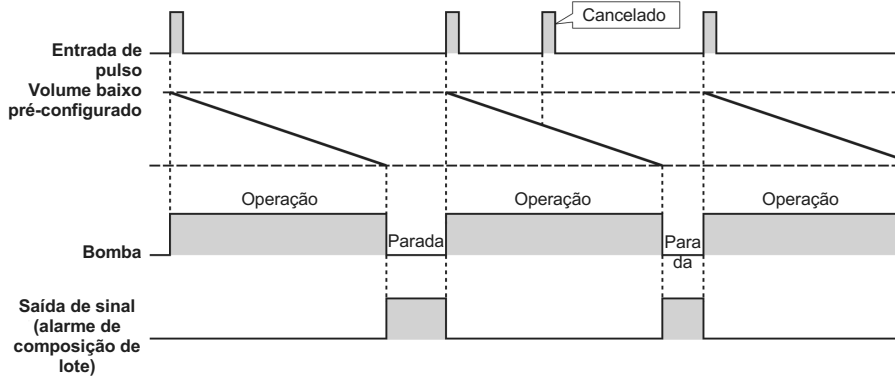 Cancelado
Entrada de
pulso
Volume baixo
pré-configurado
Operação
Operação
Operação
Bomba
Parada
Para
da
Saída de sinal
(alarme de
composição de
lote)